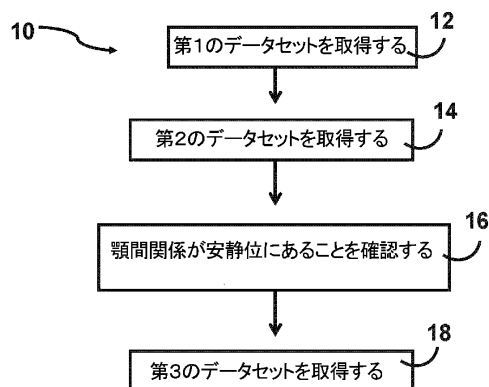 10
第1のデータセットを取得する
12
第2のデータセットを取得する
14
顎間関係が安静位にあることを確認する
16
第3のデータセットを取得する
18